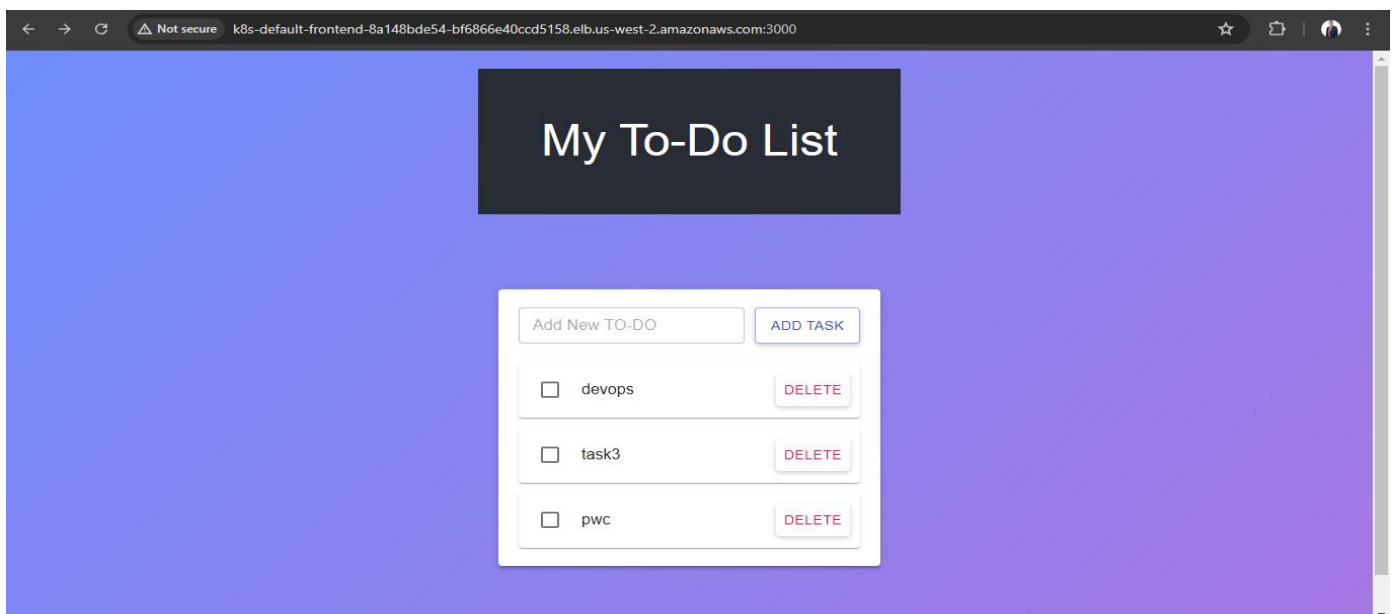 Not secure k8s-default-frontend-8a148bde54-bf6866e40ccd5158.elb.us-west-2.amazonaws.com:3000
My To-Do List
Add New TO-DO ADD TASK
devops DELETE
task3 DELETE
pwc DELETE